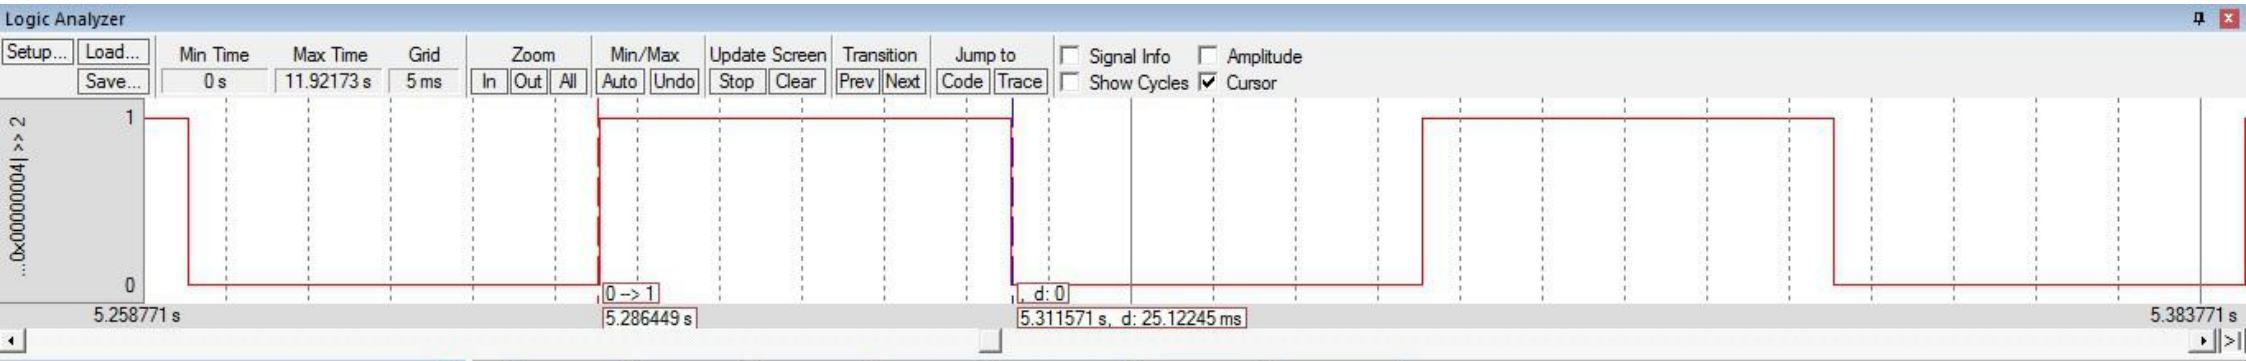 Logic Analyzer
Setup... Load... Min Time Max Time Grid Zoom Min/Max Update Screen Transition Jump to Signal Info Amplitude
Save... 0 s 11.92173 s 5 ms In Out All Auto Undo Stop Clear Prev Next Code Trace Show Cycles Cursor
...0x00000004| >> 2
1
0
0 --> 1
, d: 0
5.258771 s 5.286449 s 5.311571 s, d: 25.12245 ms 5.383771 s